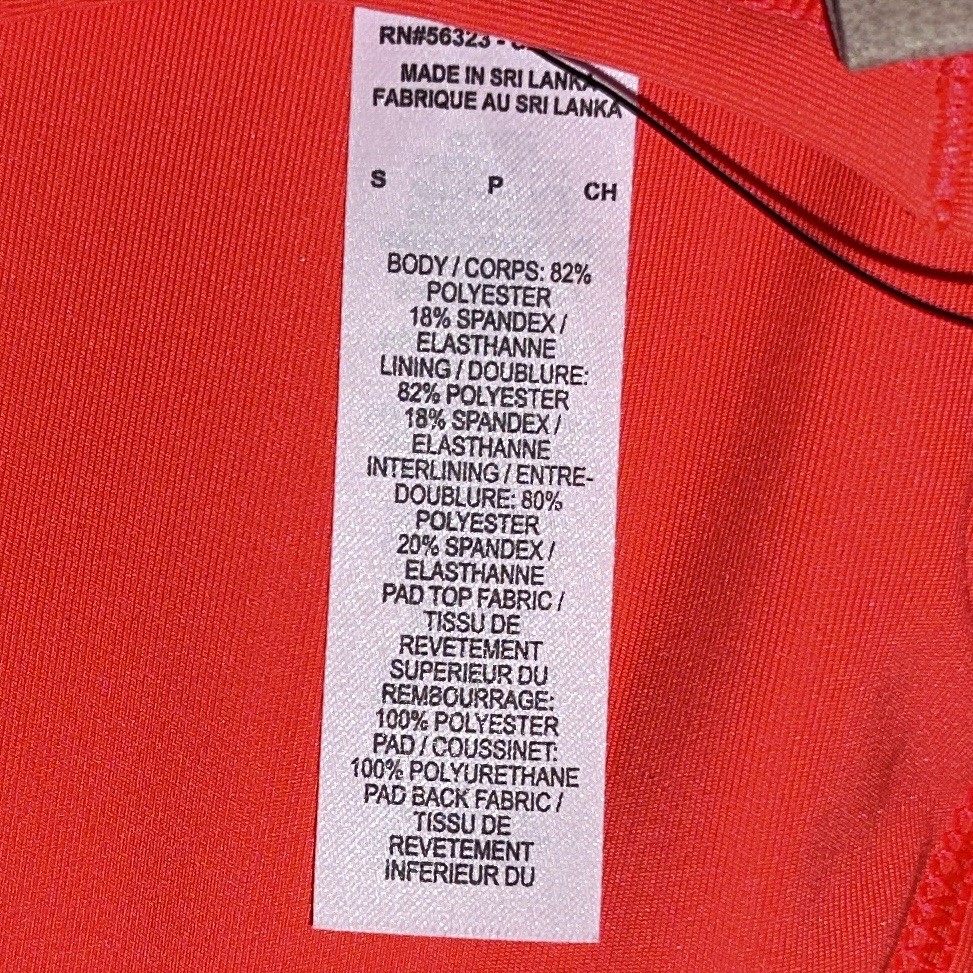 RN#56323 -
MADE IN SRI LANKA
FABRIQUE AU SRI LANKA
S P CH
BODY / CORPS: 82%
POLYESTER
18% SPANDEX /
ELASTHANNE
LINING / DOUBLURE:
82% POLYESTER
18% SPANDEX /
ELASTHANNE
INTERLINING / ENTRE-
DOUBLURE: 80%
POLYESTER
20% SPANDEX /
ELASTHANNE
PAD TOP FABRIC /
TISSU DE
REVETEMENT
SUPERIEUR DU
REMBOURRAGE:
100% POLYESTER
PAD / COUSSINET:
100% POLYURETHANE
PAD BACK FABRIC /
TISSU DE
REVETEMENT
INFERIEUR DU